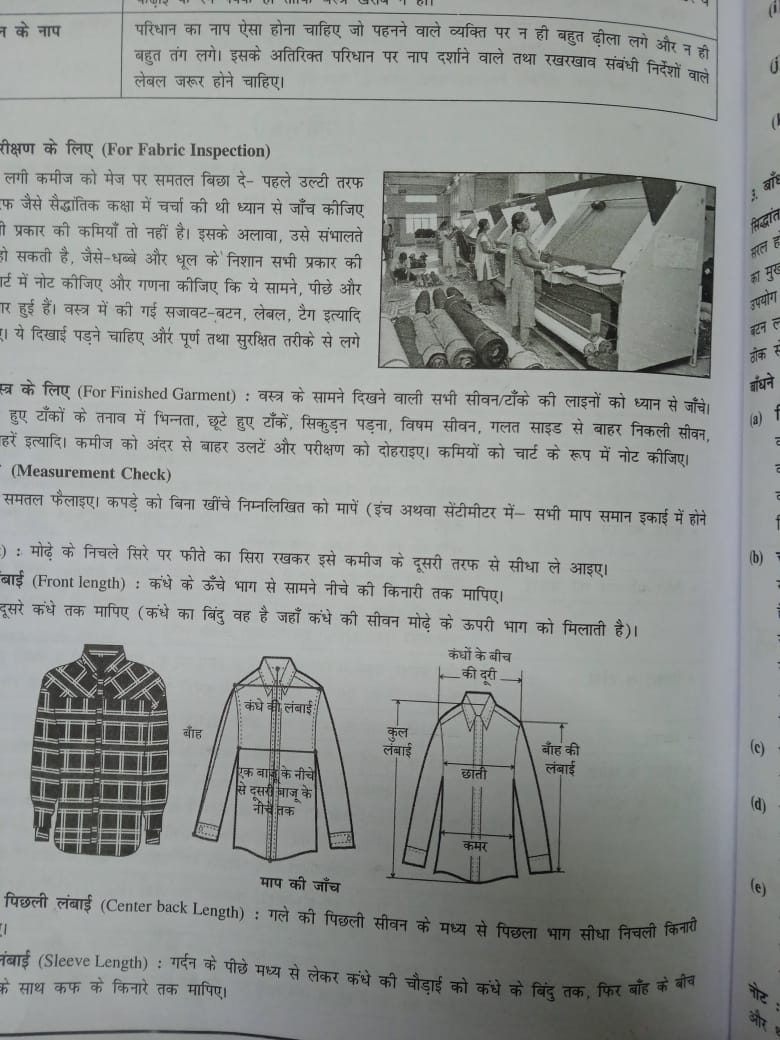 न के नाप
परिधान का नाप ऐसा होना चाहिए जो पहनने वाले व्यक्ति पर न ही बहुत ढ़ीला लगे और न ही
बहुत तंग लगे। इसके अतिरिक्त परिधान पर नाप दर्शाने वाले तथा रखरखाव संबंधी निर्देशों वाले
लेबल जरूर होने चाहिए।
रीक्षण के लिए (For Fabric Inspection)
लगी कमीज को मेज पर समतल बिछा दे– पहले उल्टी तरफ
फ जैसे सैद्धांतिक कक्षा में चर्चा की थी ध्यान से जाँच कीजिए
ी प्रकार की कमियाँ तो नहीं है। इसके अलावा, उसे संभालते
हो सकती है, जैसे-धब्बे और धूल के निशान सभी प्रकार की
ार्ट में नोट कीजिए और गणना कीजिए कि ये सामने, पीछे और
ार हुई हैं। वस्त्र में की गई सजावट-बटन, लेबल, टैग इत्यादि
ए। ये दिखाई पड़ने चाहिए और पूर्ण तथा सुरक्षित तरीके से लगे
स्त्र के लिए (For Finished Garment) : वस्त्र के सामने दिखने वाली सभी सीवन/टाँके की लाइनों को ध्यान से जाँचे।
हुए टाँकों के तनाव में भिन्नता, छूटे हुए टाँकें, सिकुड़न पड़ना, विषम सीवन, गलत साइड से बाहर निकली सीवन,
हरें इत्यादि। कमीज को अंदर से बाहर उलटें और परीक्षण को दोहराइए। कमियों को चार्ट के रूप में नोट कीजिए।
(Measurement Check)
समतल फैलाइए। कपड़े को बिना खींचे निम्नलिखित को मापें (इंच अथवा सेंटीमीटर में– सभी माप समान इकाई में होने
) : मोढ़े के निचले सिरे पर फीते का सिरा रखकर इसे कमीज के दूसरी तरफ से सीधा ले आइए।
ंबाई (Front length) : कंधे के ऊँचे भाग से सामने नीचे की किनारी तक मापिए।
दूसरे कंधे तक मापिए (कंधे का बिंदु वह है जहाँ कंधे की सीवन मोढ़े के ऊपरी भाग को मिलाती है)।
बाँह
कंधे की लंबाई
एक बाजू के नीचे
से दूसरी बाजू के
नीचे तक
कंधों के बीच
की दूरी
कुल
लंबाई
बाँह की
लंबाई
छाती
कमर
माप की जाँच
पिछली लंबाई (Center back Length) : गले की पिछली सीवन के मध्य से पिछला भाग सीधा निचली किनारी
ए।
लंबाई (Sleeve Length) : गर्दन के पीछे मध्य से लेकर कंधे की चौड़ाई को कंधे के बिंदु तक, फिर बाँह के बीच
के साथ कफ के किनारे तक मापिए।
3. बाँध
सिद्धांत
सरल हो
का मुख
उपयोग
बटन ल
ठीक से
बाँधने
(a)
(b)
(c)
(d)
(e)
नोट :
और